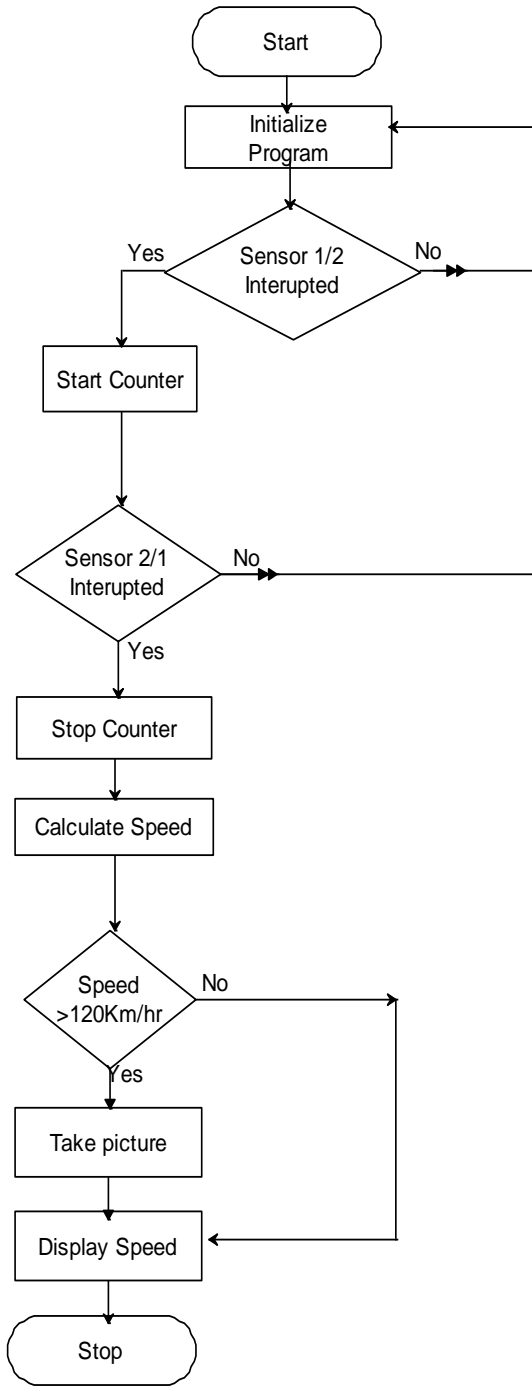 Start
Initialize
Program
Sensor 1/2
Interupted
Yes
No
Start Counter
Sensor 2/1
Interupted
No
Yes
Stop Counter
Calculate Speed
Speed
>120Km/hr
No
Yes
Take picture
Display Speed
Stop